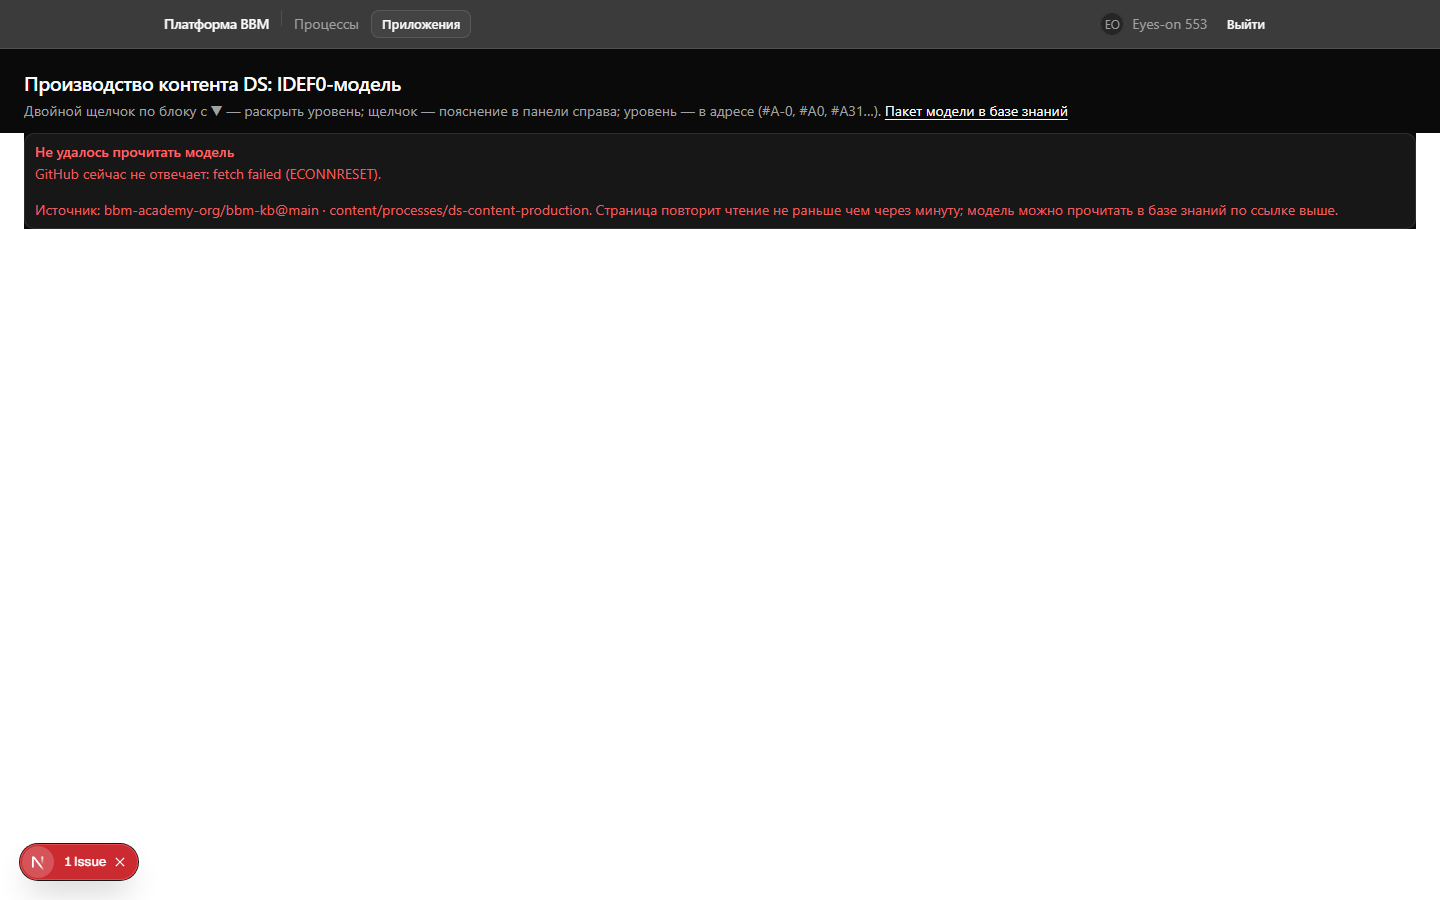 Платформа BBM
Процессы
Приложения
EO
Eyes-on 553
Выйти
Производство контента DS: IDEF0-модель
Двойной щелчок по блоку с ▼ — раскрыть уровень; щелчок — пояснение в панели справа; уровень — в адресе (#A-0, #A0, #A31…). Пакет модели в базе знаний
Не удалось прочитать модель
GitHub сейчас не отвечает: fetch failed (ECONNRESET).
Источник: bbm-academy-org/bbm-kb@main · content/processes/ds-content-production. Страница повторит чтение не раньше чем через минуту; модель можно прочитать в базе знаний по ссылке выше.
N
1 Issue